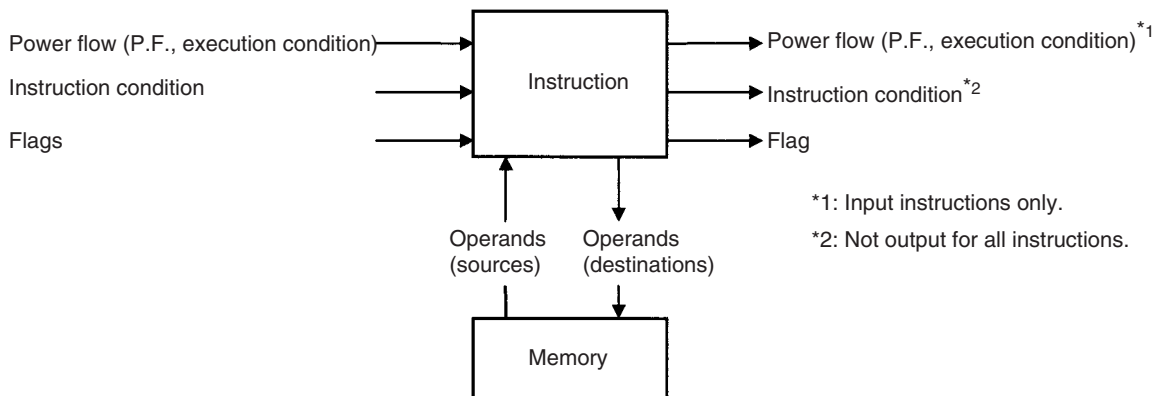 Power flow (P.F., execution condition)
Instruction condition
Flags
Instruction
Power flow (P.F., execution condition)*1
Instruction condition*2
Flag
Operands
(sources)
Operands
(destinations)
*1: Input instructions only.
*2: Not output for all instructions.
Memory